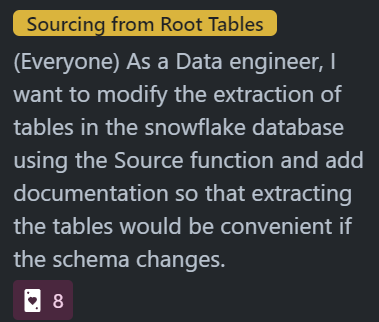 Sourcing from Root Tables
(Everyone) As a Data engineer, I
want to modify the extraction of
tables in the snowflake database
using the Source function and add
documentation so that extracting
the tables would be convenient if
the schema changes.
8